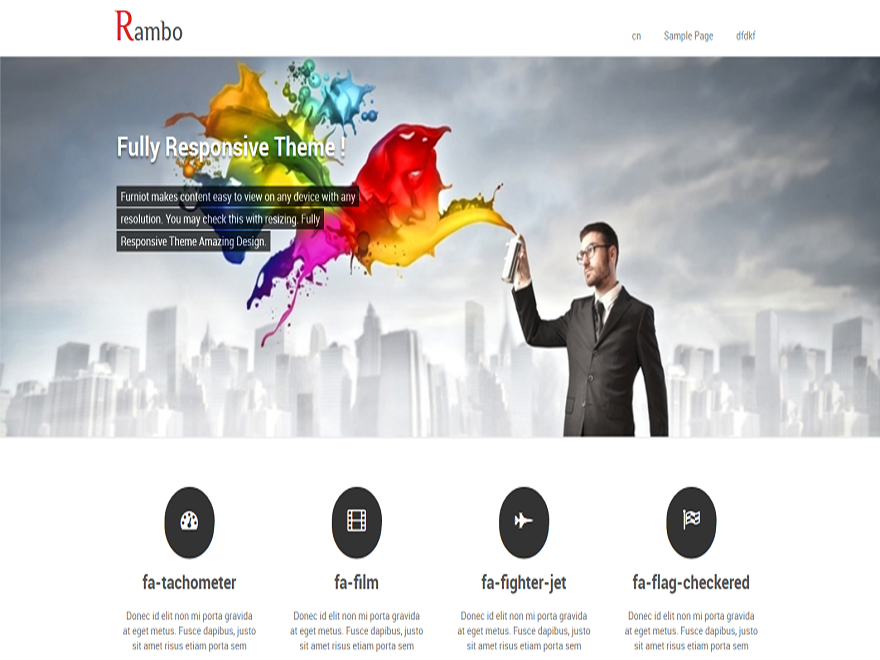 Rambo
cn Sample Page dfdkf
Fully Responsive Theme !
Furniot makes content easy to view on any device with any
resolution. You may check this with resizing. Fully
Responsive Theme Amazing Design.
fa-tachometer fa-film fa-fighter-jet fa-flag-checkered
Donec id elit non mi porta gravida Donec id elit non mi porta gravida Donec id elit non mi porta gravida Donec id elit non mi porta gravida
at eget metus. Fusce dapibus, justo at eget metus. Fusce dapibus, justo at eget metus. Fusce dapibus, justo at eget metus. Fusce dapibus, justo
sit amet risus etiam porta sem sit amet risus etiam porta sem sit amet risus etiam porta sem sit amet risus etiam porta sem